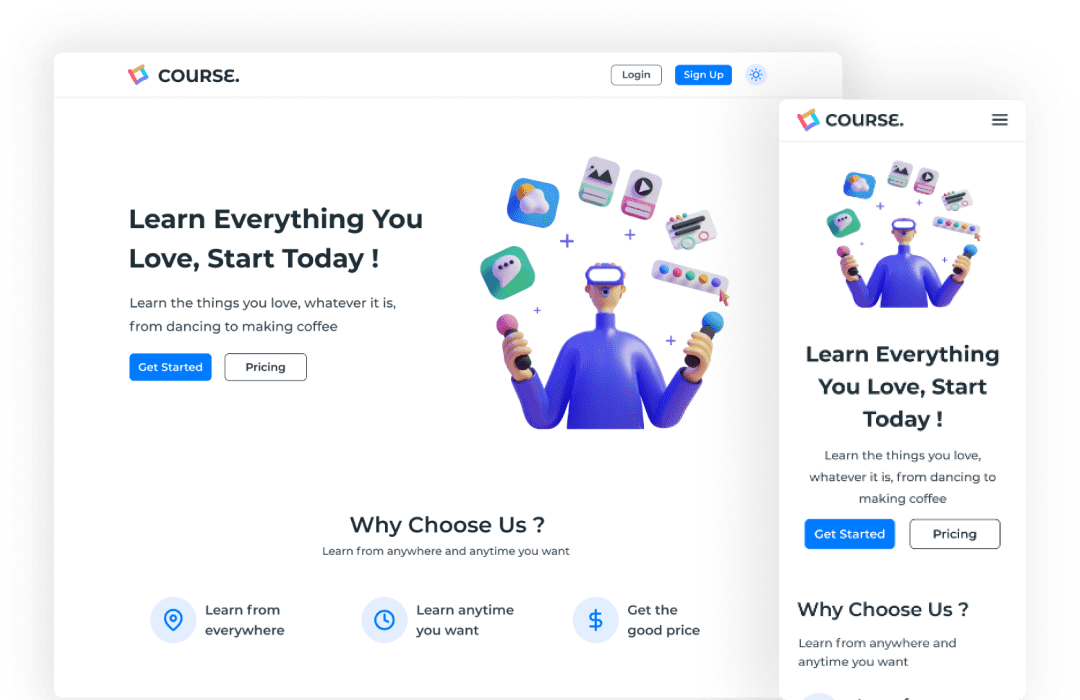 COURSE.
Login
Sign Up
Learn Everything You
Love, Start Today !
Learn the things you love, whatever it is,
from dancing to making coffee
Get Started
Pricing
Why Choose Us ?
Learn from anywhere and anytime you want
Learn from
everywhere
Learn anytime
you want
Get the
good price
COURSE.
Learn Everything
You Love, Start
Today !
Learn the things you love,
whatever it is, from dancing to
making coffee
Get Started
Pricing
Why Choose Us ?
Learn from anywhere and
anytime you want